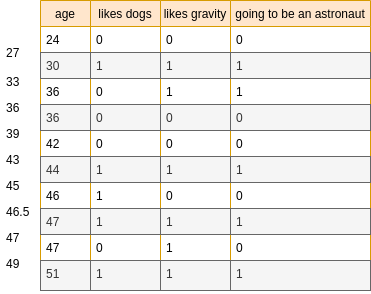 age likes dogs likes gravity going to be an astronaut
24 0 0 0
27
30 1 1 1
33
36 0 1 1
36
36 0 0 0
39
42 0 0 0
43
44 1 1 1
45
46 1 0 0
46.5
47 1 1 1
47
47 0 1 0
49
51 1 1 1